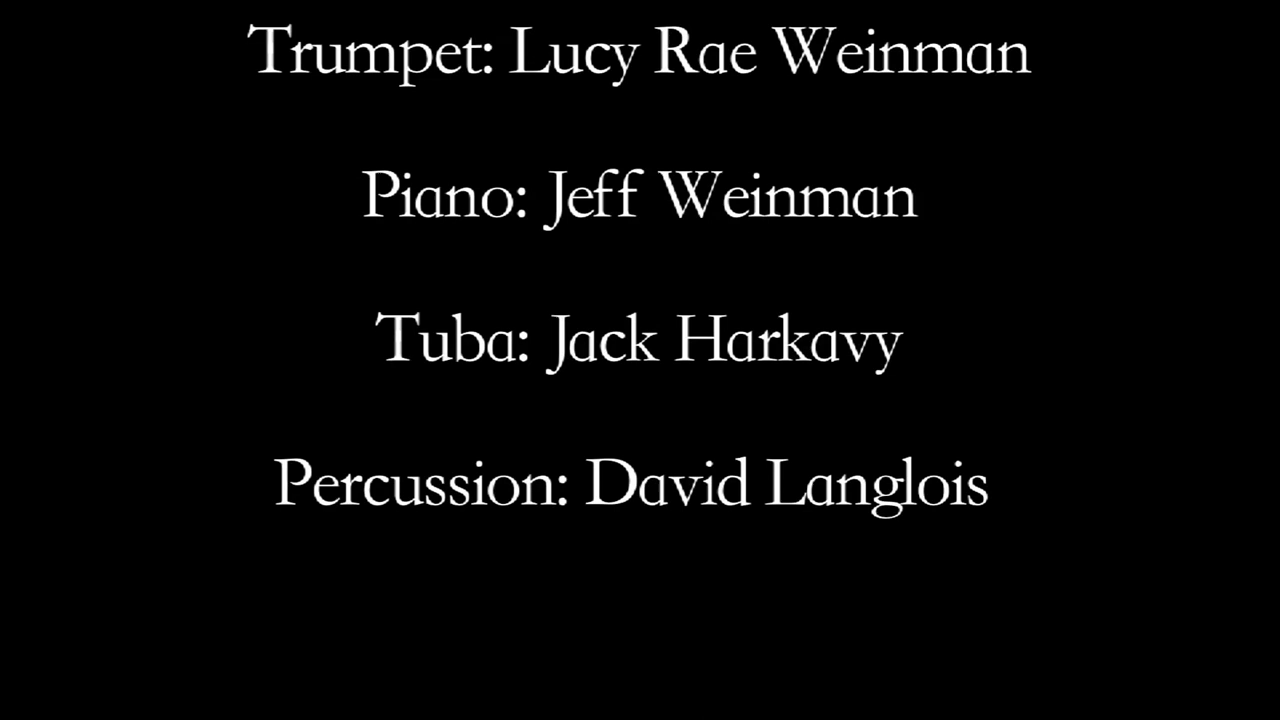 Trumpet: Lucy Rae Weinman
Piano: Jeff Weinman
Tuba: Jack Harkavy
Percussion: David Langlois